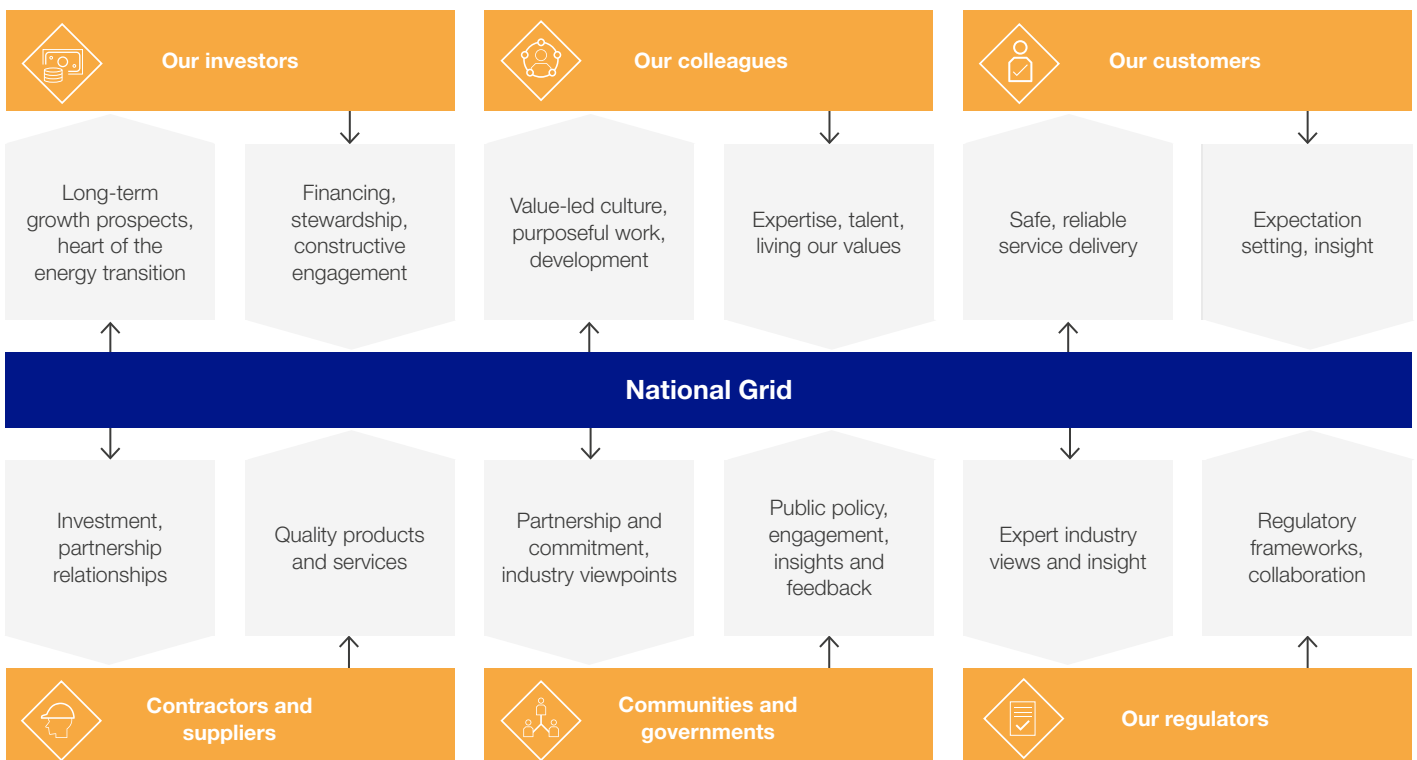 Our investors
Our colleagues
Our customers
Long-term
growth prospects,
heart of the
energy transition
Financing,
stewardship,
constructive
engagement
Value-led culture,
purposeful work,
development
Expertise, talent,
living our values
Safe, reliable
service delivery
Expectation
setting, insight
National Grid
Investment,
partnership
relationships
Quality products
and services
Partnership and
commitment,
industry viewpoints
Public policy,
engagement,
insights and
feedback
Expert industry
views and insight
Regulatory
frameworks,
collaboration
Contractors and
suppliers
Communities and
governments
Our regulators